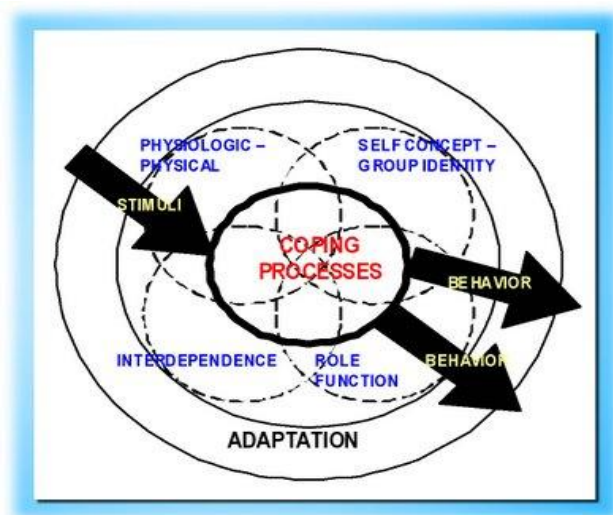 PHYSIOLOGIC –
PHYSICAL
SELF CONCEPT –
GROUP IDENTITY
STIMULI
COPING
PROCESSES
BEHAVIOR
INTERDEPENDENCE
ROLE
FUNCTION
BEHAVIOR
ADAPTATION